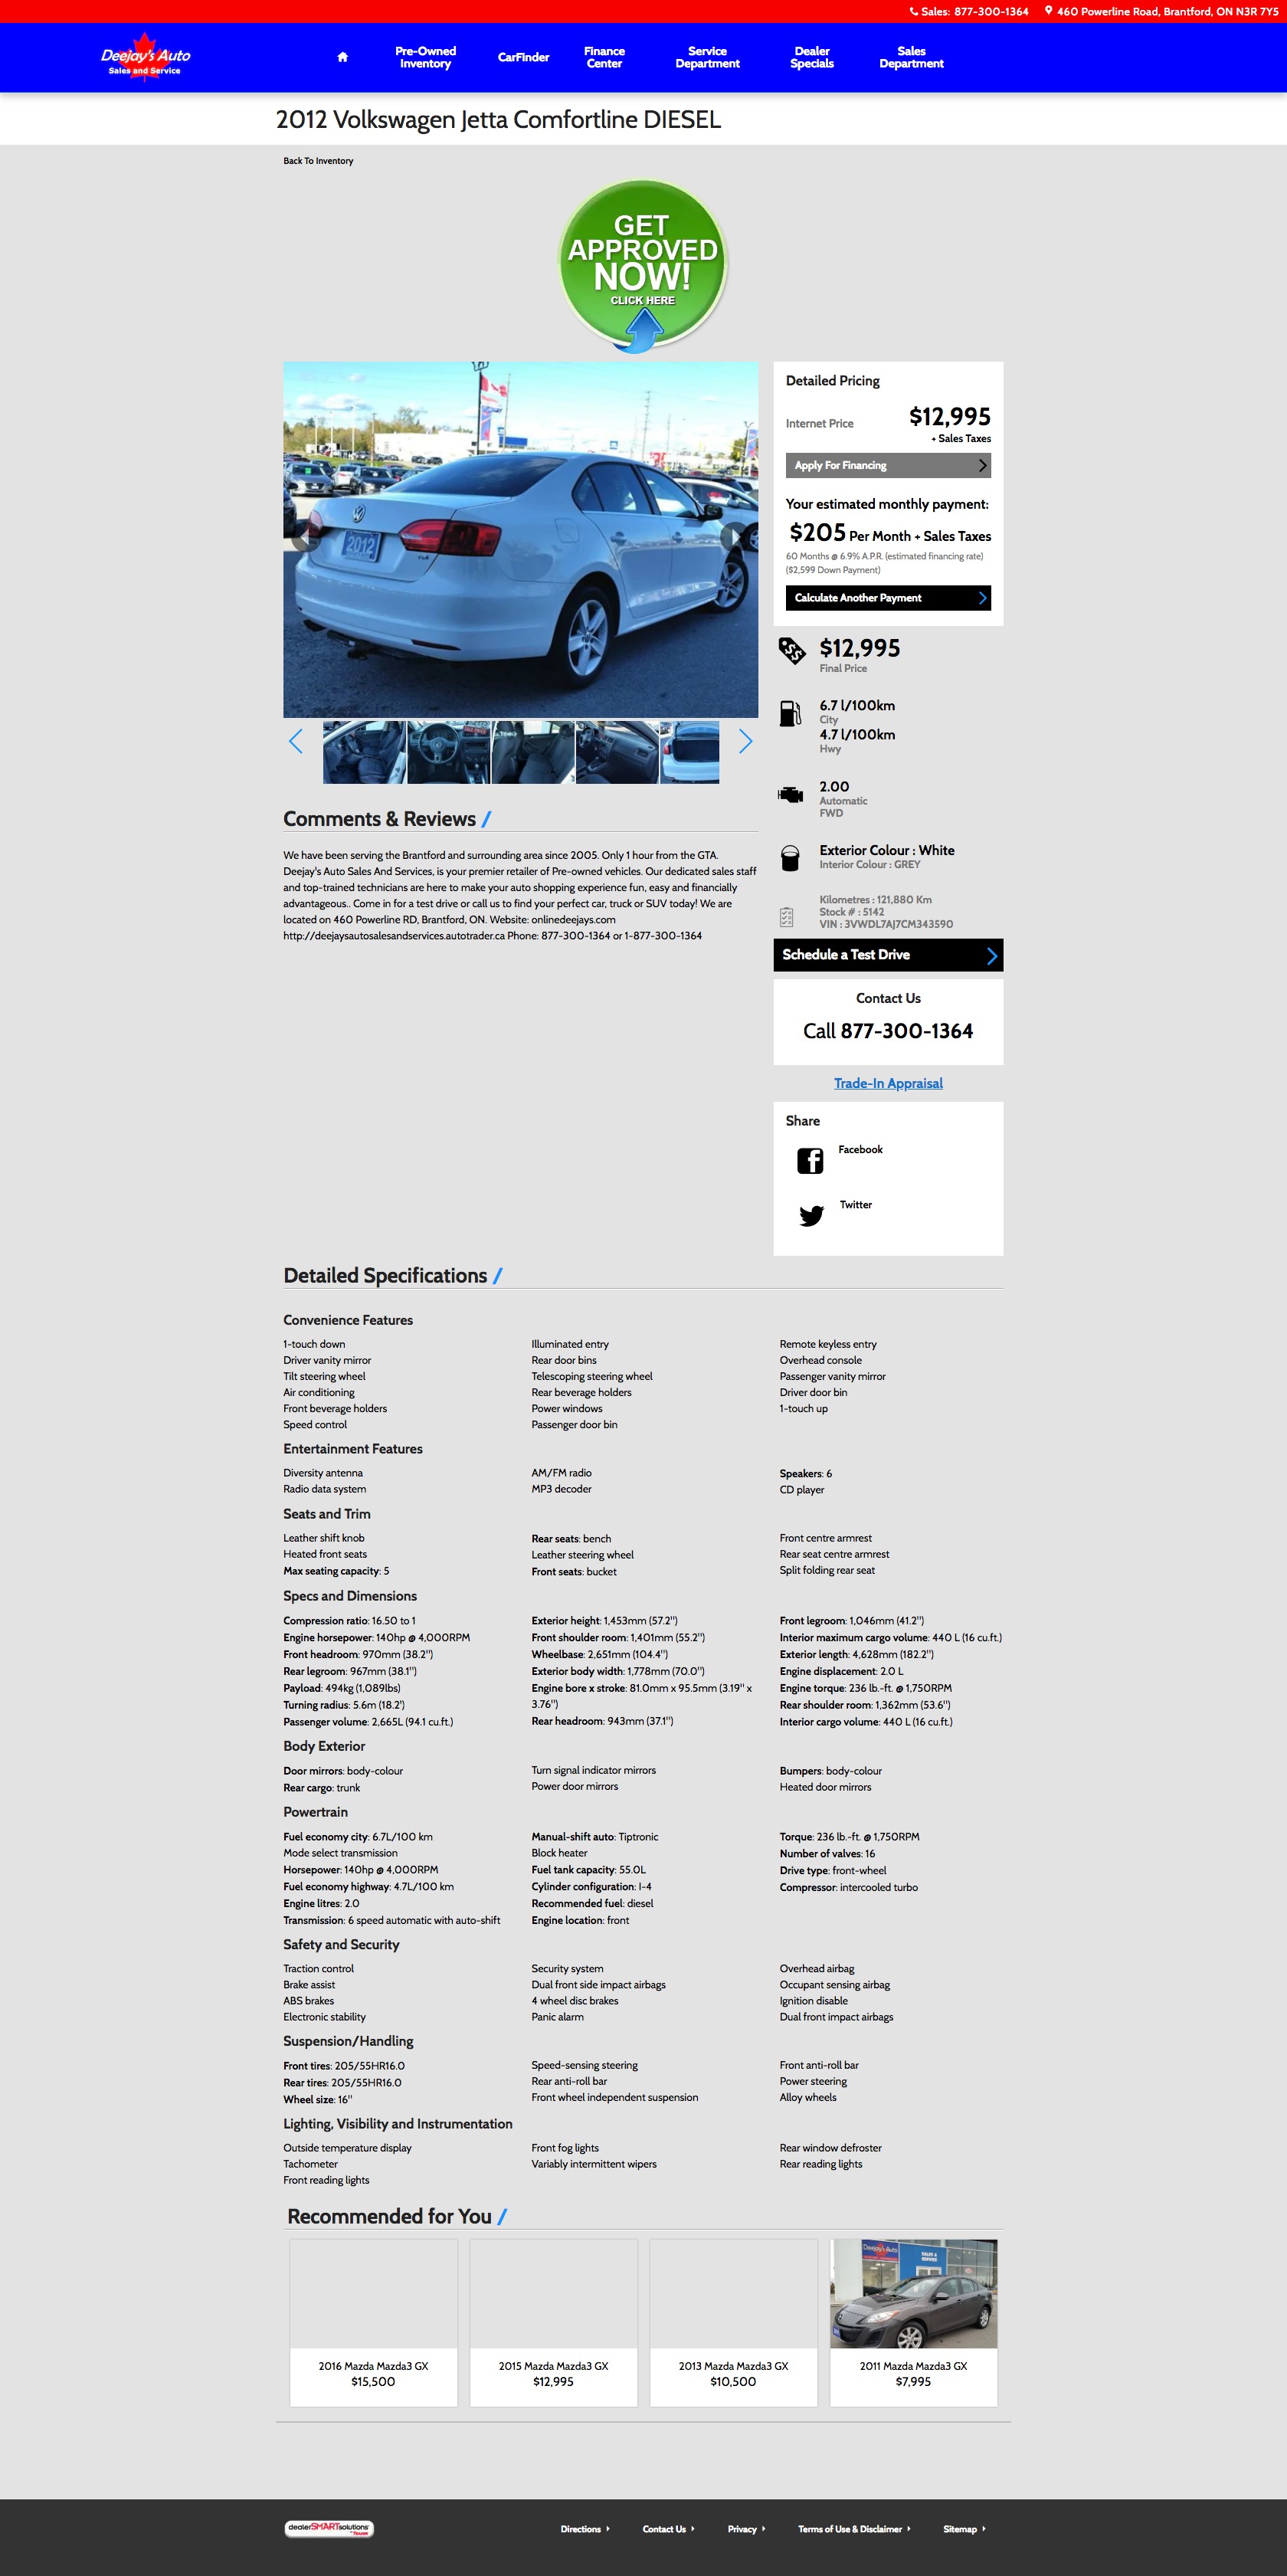 Sales: 877-300-1364 460 Powerline Road, Brantford, ON N3R 7Y5
Deejay's Auto
Sales and Service
Pre-Owned Inventory
CarFinder
Finance Center
Service Department
Dealer Specials
Sales Department
2012 Volkswagen Jetta Comfortline DIESEL
Back To Inventory
GET
APPROVED
NOW!
CLICK HERE
2012
Detailed Pricing
Internet Price $12,995
+ Sales Taxes
Apply For Financing
Your estimated monthly payment:
$205 Per Month + Sales Taxes
60 Months @ 6.9% A.P.R. (estimated financing rate)
($2,599 Down Payment)
Calculate Another Payment
$12,995
Final Price
6.7 l/100km
City
4.7 l/100km
Hwy
2.00
Automatic
FWD
Exterior Colour : White
Interior Colour : GREY
Kilometres : 121,880 Km
Stock # : 5142
VIN : 3VWDL7AJ7CM343590
Schedule a Test Drive
Contact Us
Call 877-300-1364
Trade-In Appraisal
Share
Facebook
Twitter
Comments & Reviews /
We have been serving the Brantford and surrounding area since 2005. Only 1 hour from the GTA.
Deejay's Auto Sales And Services, is your premier retailer of Pre-owned vehicles. Our dedicated sales staff
and top-trained technicians are here to make your auto shopping experience fun, easy and financially
advantageous.. Come in for a test drive or call us to find your perfect car, truck or SUV today! We are
located on 460 Powerline RD, Brantford, ON. Website: onlinedeejays.com
http://deejaysautosalesandservices.autotrader.ca Phone: 877-300-1364 or 1-877-300-1364
Detailed Specifications /
Convenience Features
1-touch down Illuminated entry Remote keyless entry
Driver vanity mirror Rear door bins Overhead console
Tilt steering wheel Telescoping steering wheel Passenger vanity mirror
Air conditioning Rear beverage holders Driver door bin
Front beverage holders Power windows 1-touch up
Speed control Passenger door bin
Entertainment Features
Diversity antenna AM/FM radio Speakers: 6
Radio data system MP3 decoder CD player
Seats and Trim
Leather shift knob Rear seats: bench Front centre armrest
Heated front seats Leather steering wheel Rear seat centre armrest
Max seating capacity: 5 Front seats: bucket Split folding rear seat
Specs and Dimensions
Compression ratio: 16.50 to 1 Exterior height: 1,453mm (57.2") Front legroom: 1,046mm (41.2")
Engine horsepower: 140hp @ 4,000RPM Front shoulder room: 1,401mm (55.2") Interior maximum cargo volume: 440 L (16 cu.ft.)
Front headroom: 970mm (38.2") Wheelbase: 2,651mm (104.4") Exterior length: 4,628mm (182.2")
Rear legroom: 967mm (38.1") Exterior body width: 1,778mm (70.0") Engine displacement: 2.0 L
Payload: 494kg (1,089lbs) Engine bore x stroke: 81.0mm x 95.5mm (3.19" x 3.76") Engine torque: 236 lb.-ft. @ 1,750RPM
Turning radius: 5.6m (18.2') Rear shoulder room: 1,362mm (53.6")
Passenger volume: 2,665L (94.1 cu.ft.) Rear headroom: 943mm (37.1") Interior cargo volume: 440 L (16 cu.ft.)
Body Exterior
Door mirrors: body-colour Turn signal indicator mirrors Bumpers: body-colour
Rear cargo: trunk Power door mirrors Heated door mirrors
Powertrain
Fuel economy city: 6.7L/100 km Manual-shift auto: Tiptronic Torque: 236 lb.-ft. @ 1,750RPM
Mode select transmission Block heater Number of valves: 16
Horsepower: 140hp @ 4,000RPM Fuel tank capacity: 55.0L Drive type: front-wheel
Fuel economy highway: 4.7L/100 km Cylinder configuration: I-4 Compressor: intercooled turbo
Engine litres: 2.0 Recommended fuel: diesel
Transmission: 6 speed automatic with auto-shift Engine location: front
Safety and Security
Traction control Security system Overhead airbag
Brake assist Dual front side impact airbags Occupant sensing airbag
ABS brakes 4 wheel disc brakes Ignition disable
Electronic stability Panic alarm Dual front impact airbags
Suspension/Handling
Front tires: 205/55HR16.0 Speed-sensing steering Front anti-roll bar
Rear tires: 205/55HR16.0 Rear anti-roll bar Power steering
Wheel size: 16" Front wheel independent suspension Alloy wheels
Lighting, Visibility and Instrumentation
Outside temperature display Front fog lights Rear window defroster
Tachometer Variably intermittent wipers Rear reading lights
Front reading lights
Recommended for You /
Deejay's Auto SALES & SERVICE
2016 Mazda Mazda3 GX 2015 Mazda Mazda3 GX 2013 Mazda Mazda3 GX 2011 Mazda Mazda3 GX
$15,500 $12,995 $10,500 $7,995
dealerSMARTsolutions
Directions Contact Us Privacy Terms of Use & Disclaimer Sitemap